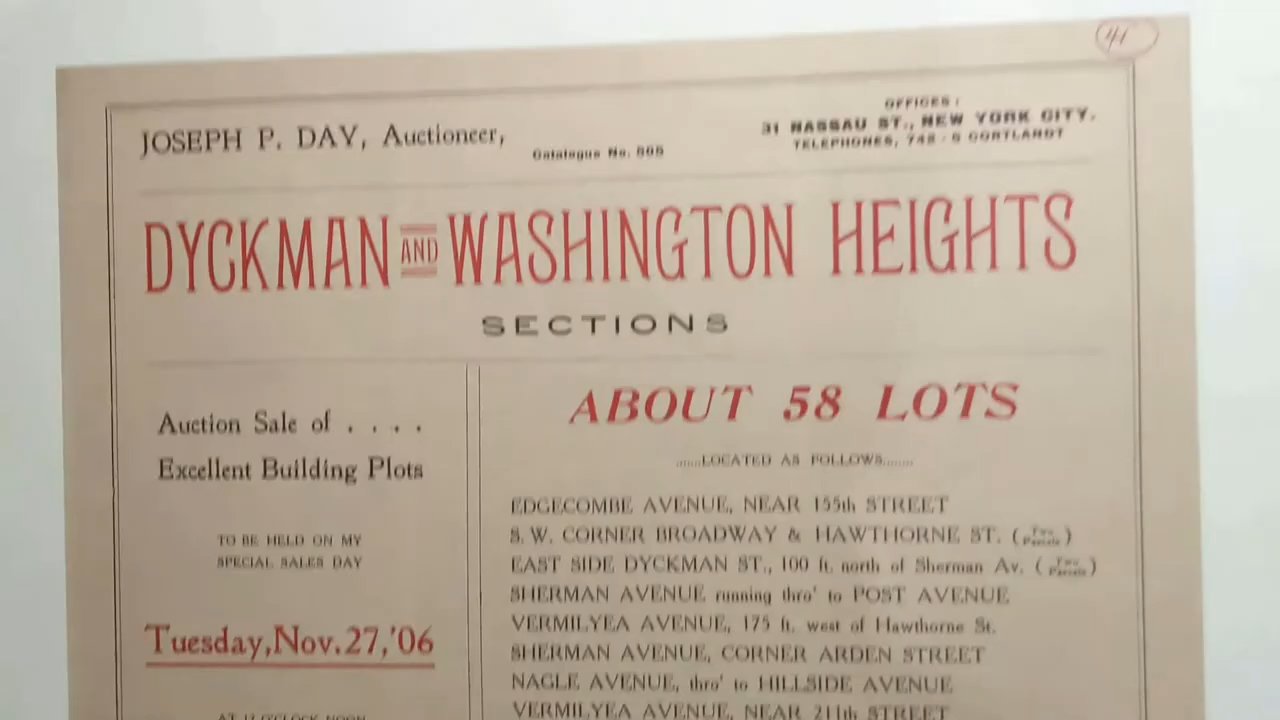 41
JOSEPH P. DAY, Auctioneer,
Catalogue No. 505
OFFICES:
31 NASSAU ST., NEW YORK CITY.
TELEPHONES, 742 - 5 CORTLANDT
DYCKMAN AND WASHINGTON HEIGHTS
SECTIONS
Auction Sale of . . . .
Excellent Building Plots
TO BE HELD ON MY
SPECIAL SALES DAY
Tuesday, Nov. 27, '06
ABOUT 58 LOTS
.......LOCATED AS FOLLOWS.......
EDGECOMBE AVENUE, NEAR 155th STREET
S. W. CORNER BROADWAY & HAWTHORNE ST. (Two Parcels)
EAST SIDE DYCKMAN ST., 100 ft. north of Sherman Av. (Two Parcels)
SHERMAN AVENUE running thro' to POST AVENUE
VERMILYEA AVENUE, 175 ft. west of Hawthorne St.
SHERMAN AVENUE, CORNER ARDEN STREET
NAGLE AVENUE, thro' to HILLSIDE AVENUE
VERMILYEA AVENUE, NEAR 211th STREET